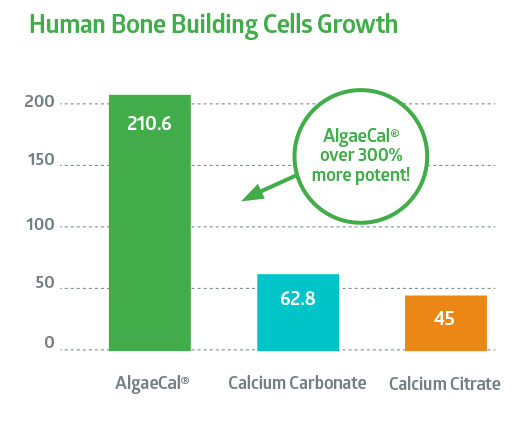 Human Bone Building Cells Growth
200
150
100
50
0
210.6
62.8
45
AlgaeCal®
over 300%
more potent!
AlgaeCal®
Calcium Carbonate
Calcium Citrate